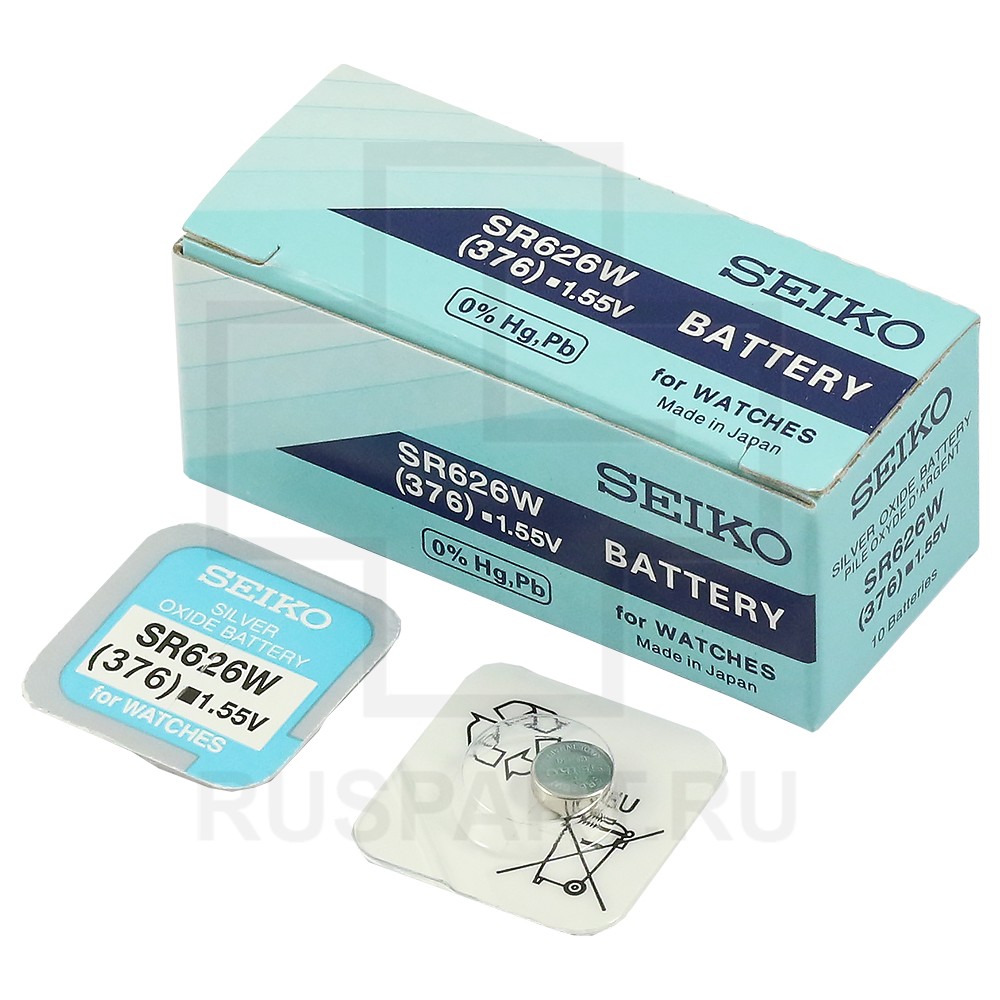 SEIKO
SR626W
(376) ■ 1.55V
BATTERY
0% Hg,Pb
for WATCHES
Made in Japan
SEIKO
SR626W
(376) ■ 1.55V
BATTERY
0% Hg,Pb
for WATCHES
Made in Japan
SEIKO
SILVER OXIDE BATTERY
PILE OXYDE D'ARGENT
SR626W
(376) ■ 1.55V
10 Batteries
SEIKO
SILVER
OXIDE BATTERY
SR626W
(376) ■ 1.55V
for WATCHES
RUSPART.RU